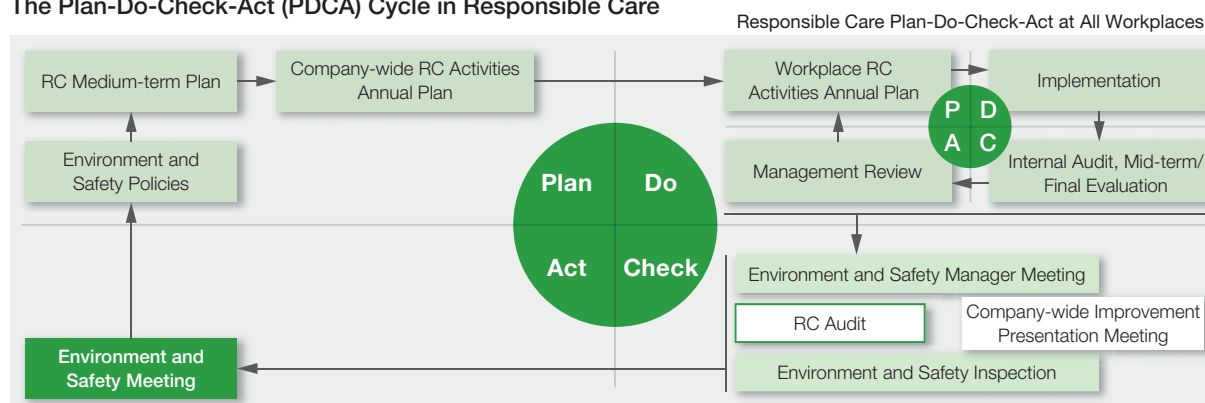 The Plan-Do-Check-Act (PDCA) Cycle in Responsible Care
Responsible Care Plan-Do-Check-Act at All Workplaces
RC Medium-term Plan
Company-wide RC Activities
Annual Plan
Workplace RC
Activities Annual Plan
Implementation
P D
A C
Environment and
Safety Policies
Management Review
Internal Audit, Mid-term/
Final Evaluation
Plan
Do
Act
Check
Environment and Safety Manager Meeting
RC Audit
Company-wide Improvement
Presentation Meeting
Environment and Safety Inspection
Environment and
Safety Meeting